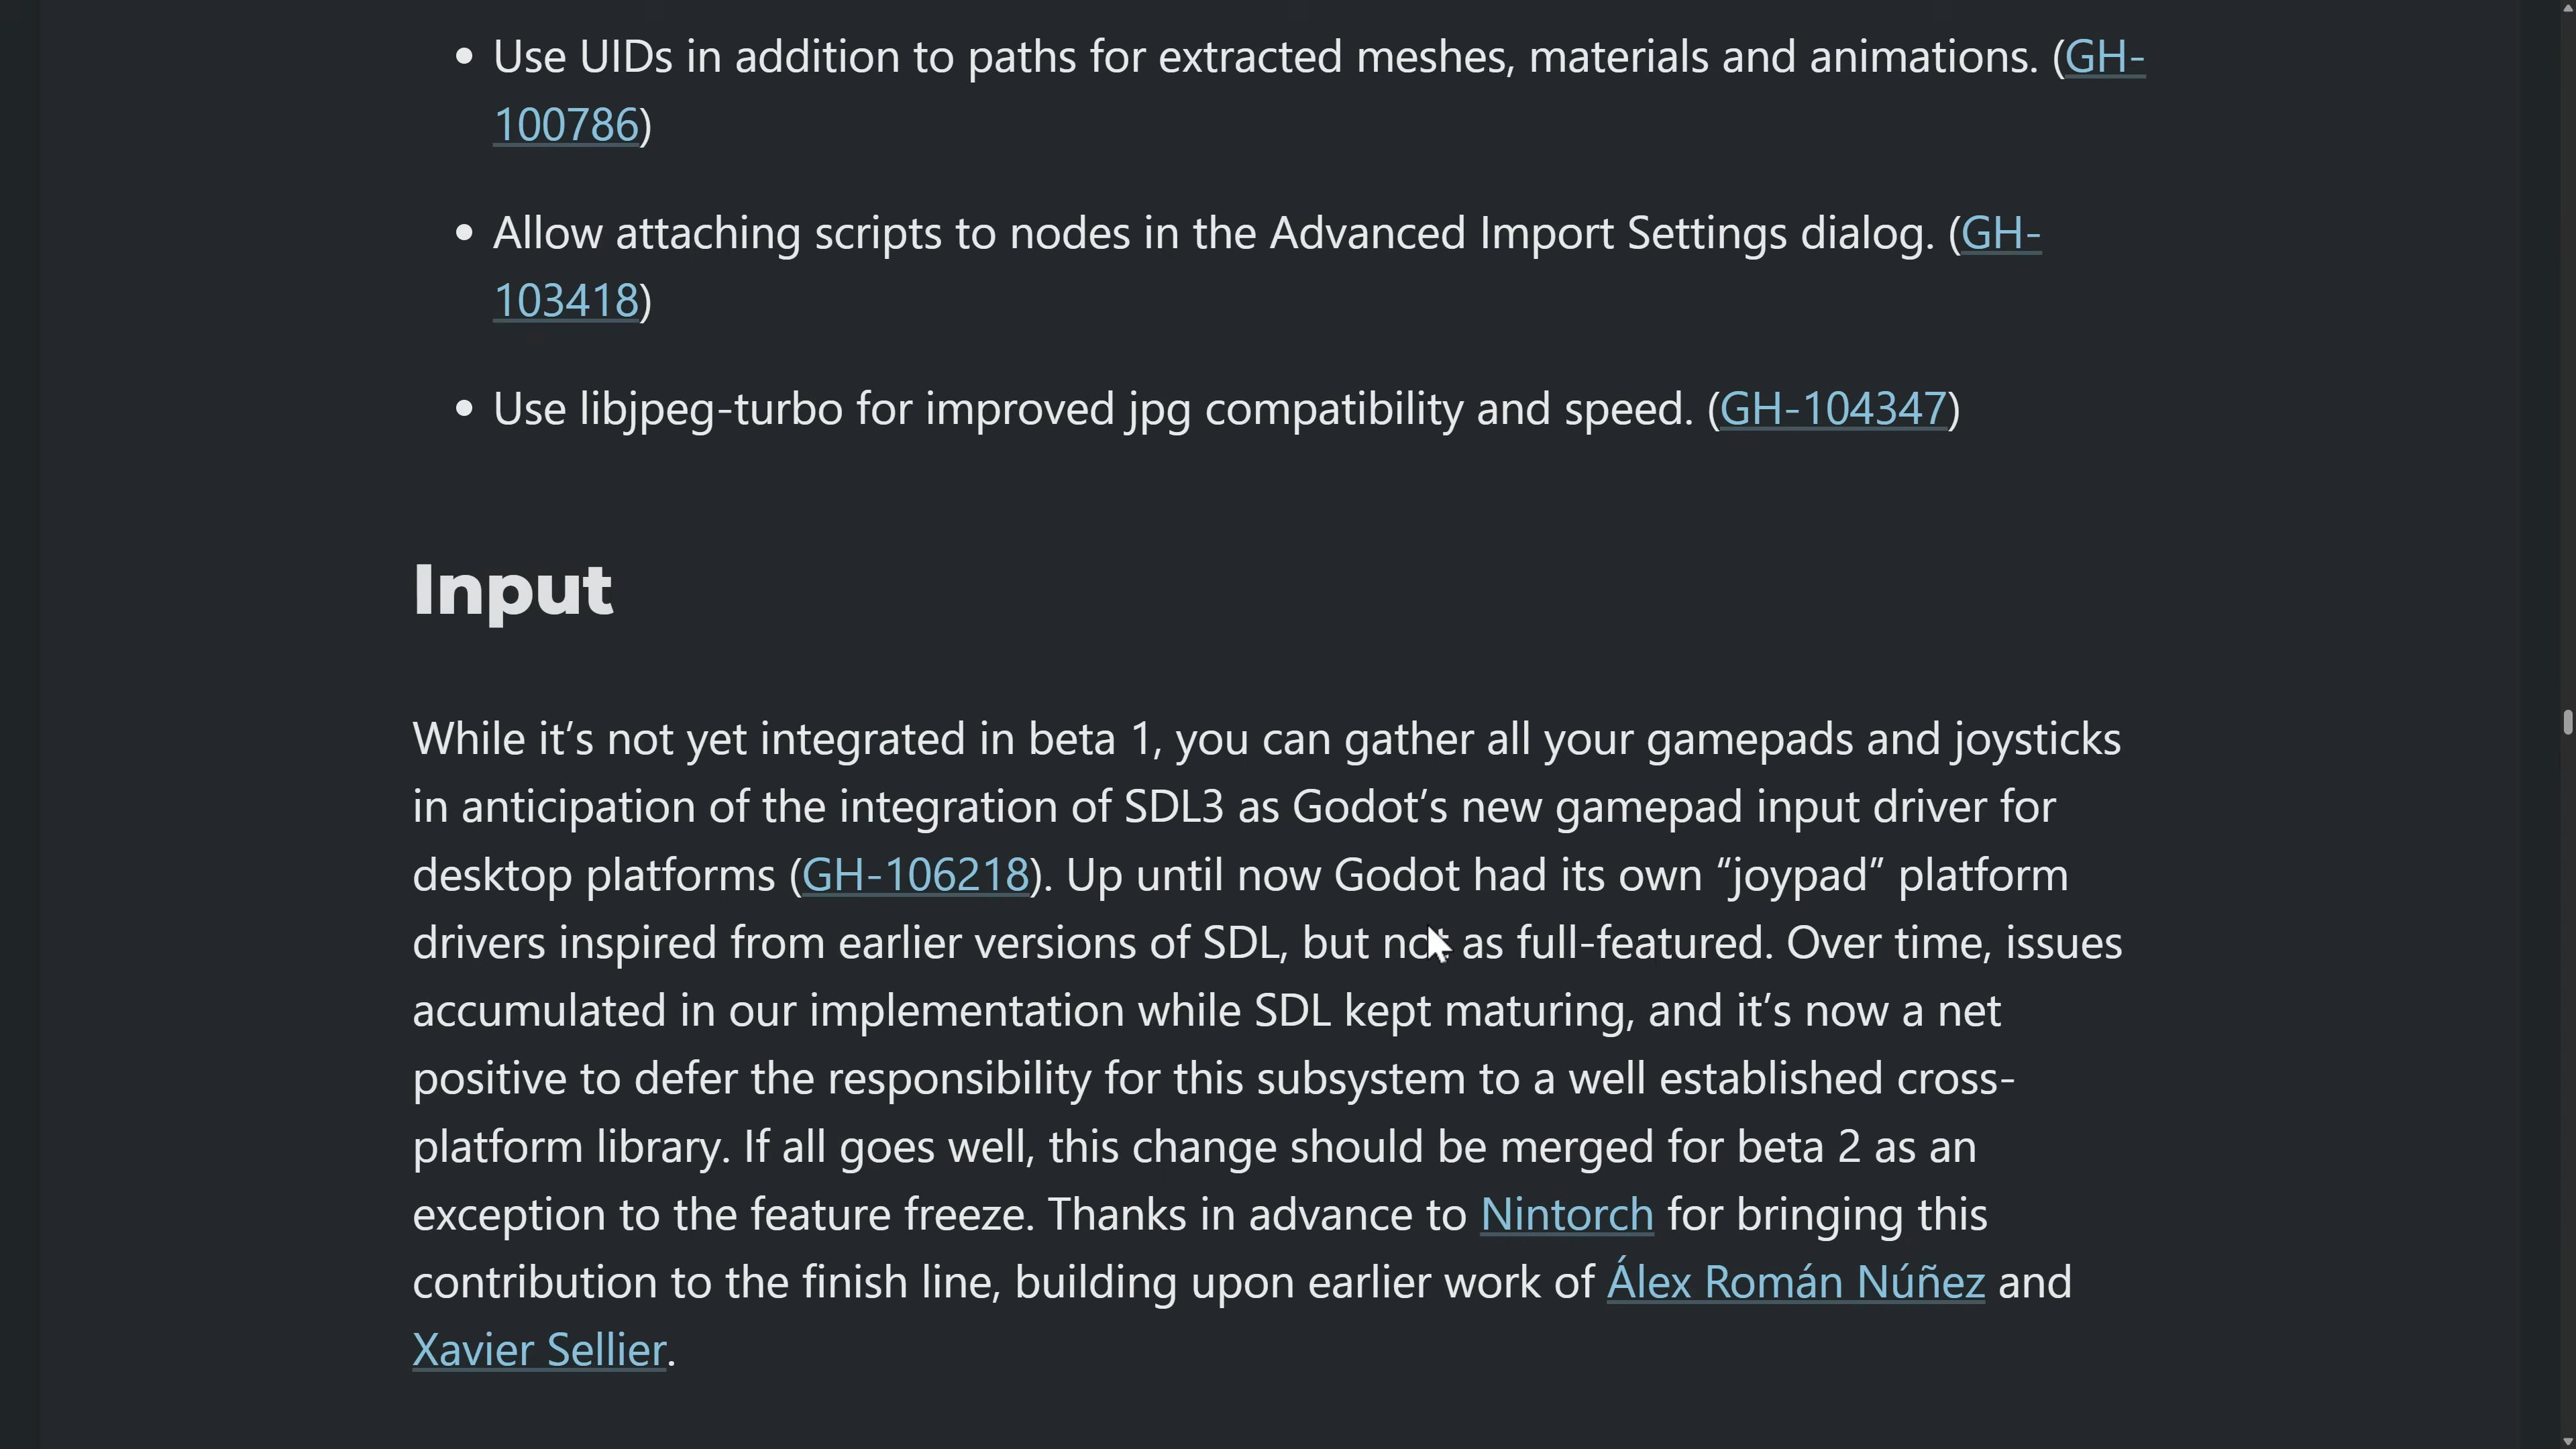 Use UIDs in addition to paths for extracted meshes, materials and animations. (GH-
100786)
Allow attaching scripts to nodes in the Advanced Import Settings dialog. (GH-
103418)
Use libjpeg-turbo for improved jpg compatibility and speed. (GH-104347)
Input
While it’s not yet integrated in beta 1, you can gather all your gamepads and joysticks
in anticipation of the integration of SDL3 as Godot’s new gamepad input driver for
desktop platforms (GH-106218). Up until now Godot had its own “joypad” platform
drivers inspired from earlier versions of SDL, but not as full-featured. Over time, issues
accumulated in our implementation while SDL kept maturing, and it’s now a net
positive to defer the responsibility for this subsystem to a well established cross-
platform library. If all goes well, this change should be merged for beta 2 as an
exception to the feature freeze. Thanks in advance to Nintorch for bringing this
contribution to the finish line, building upon earlier work of Álex Román Núñez and
Xavier Sellier.